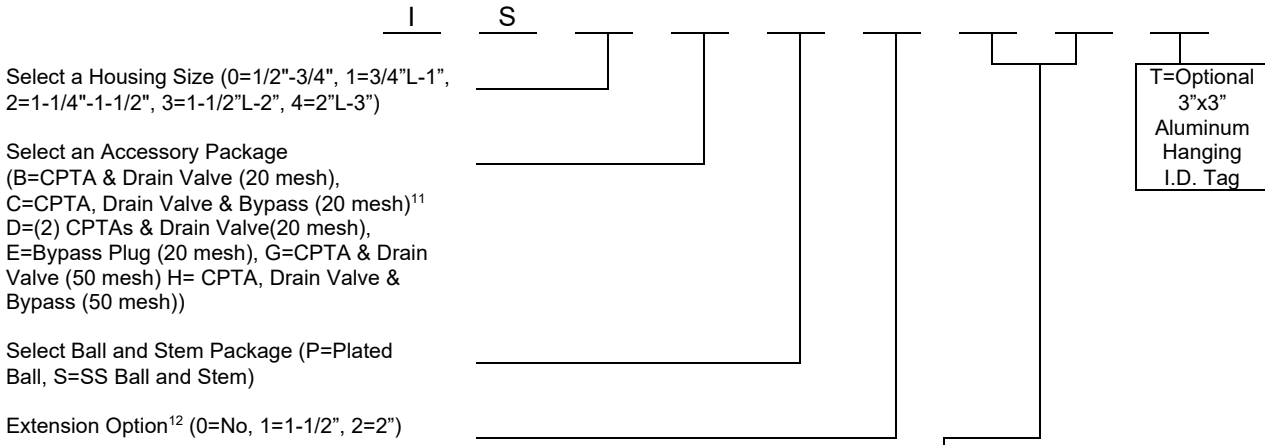 I S
Select a Housing Size (0=1/2"-3/4", 1=3/4”L-1”,
2=1-1/4"-1-1/2", 3=1-1/2”L-2”, 4=2”L-3”)
T=Optional
3”x3”
Aluminum
Hanging
I.D. Tag
Select an Accessory Package
(B=CPTA & Drain Valve (20 mesh),
C=CPTA, Drain Valve & Bypass (20 mesh)¹¹
D=(2) CPTAs & Drain Valve(20 mesh),
E=Bypass Plug (20 mesh), G=CPTA & Drain
Valve (50 mesh) H= CPTA, Drain Valve &
Bypass (50 mesh))
Select Ball and Stem Package (P=Plated
Ball, S=SS Ball and Stem)
Extension Option¹² (0=No, 1=1-1/2”, 2=2”)